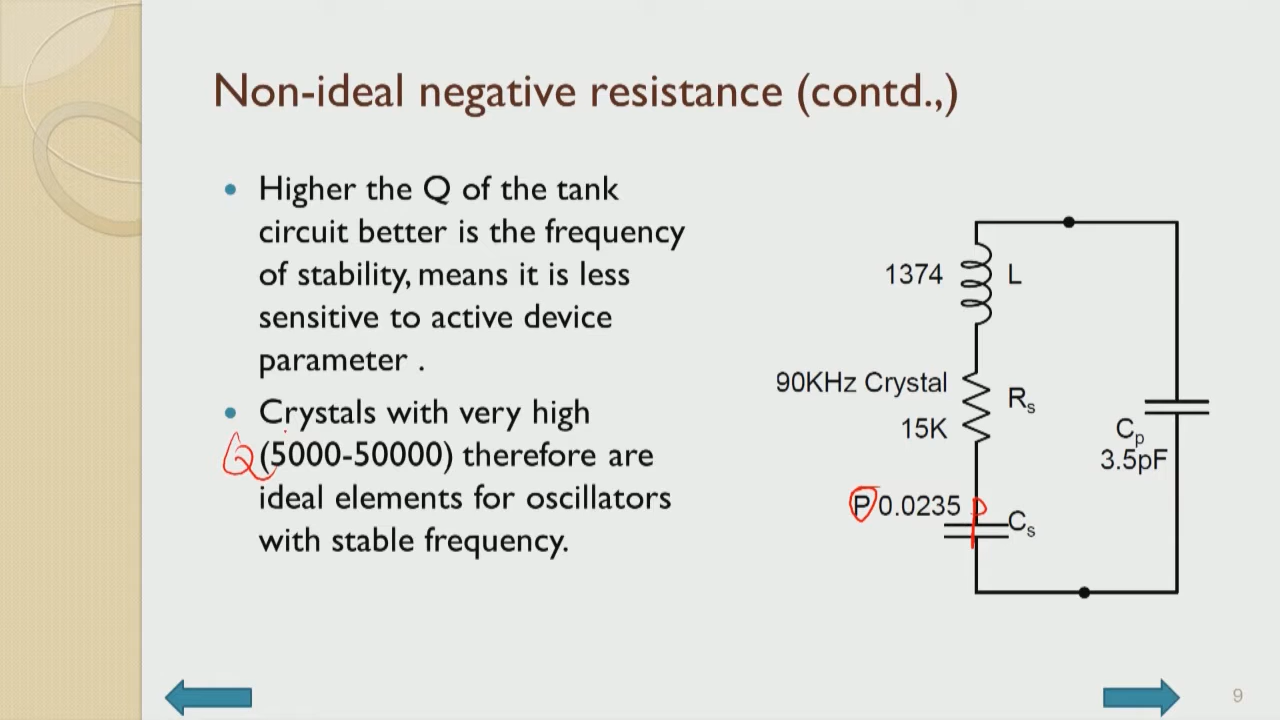 Non-ideal negative resistance (contd.,)
• Higher the Q of the tank
circuit better is the frequency
of stability, means it is less
sensitive to active device
parameter .
• Crystals with very high
Q (5000-50000) therefore are
ideal elements for oscillators
with stable frequency.
1374 L
90KHz Crystal
Rs
15K
Cp
3.5pF
P 0.0235 p
Cs
9